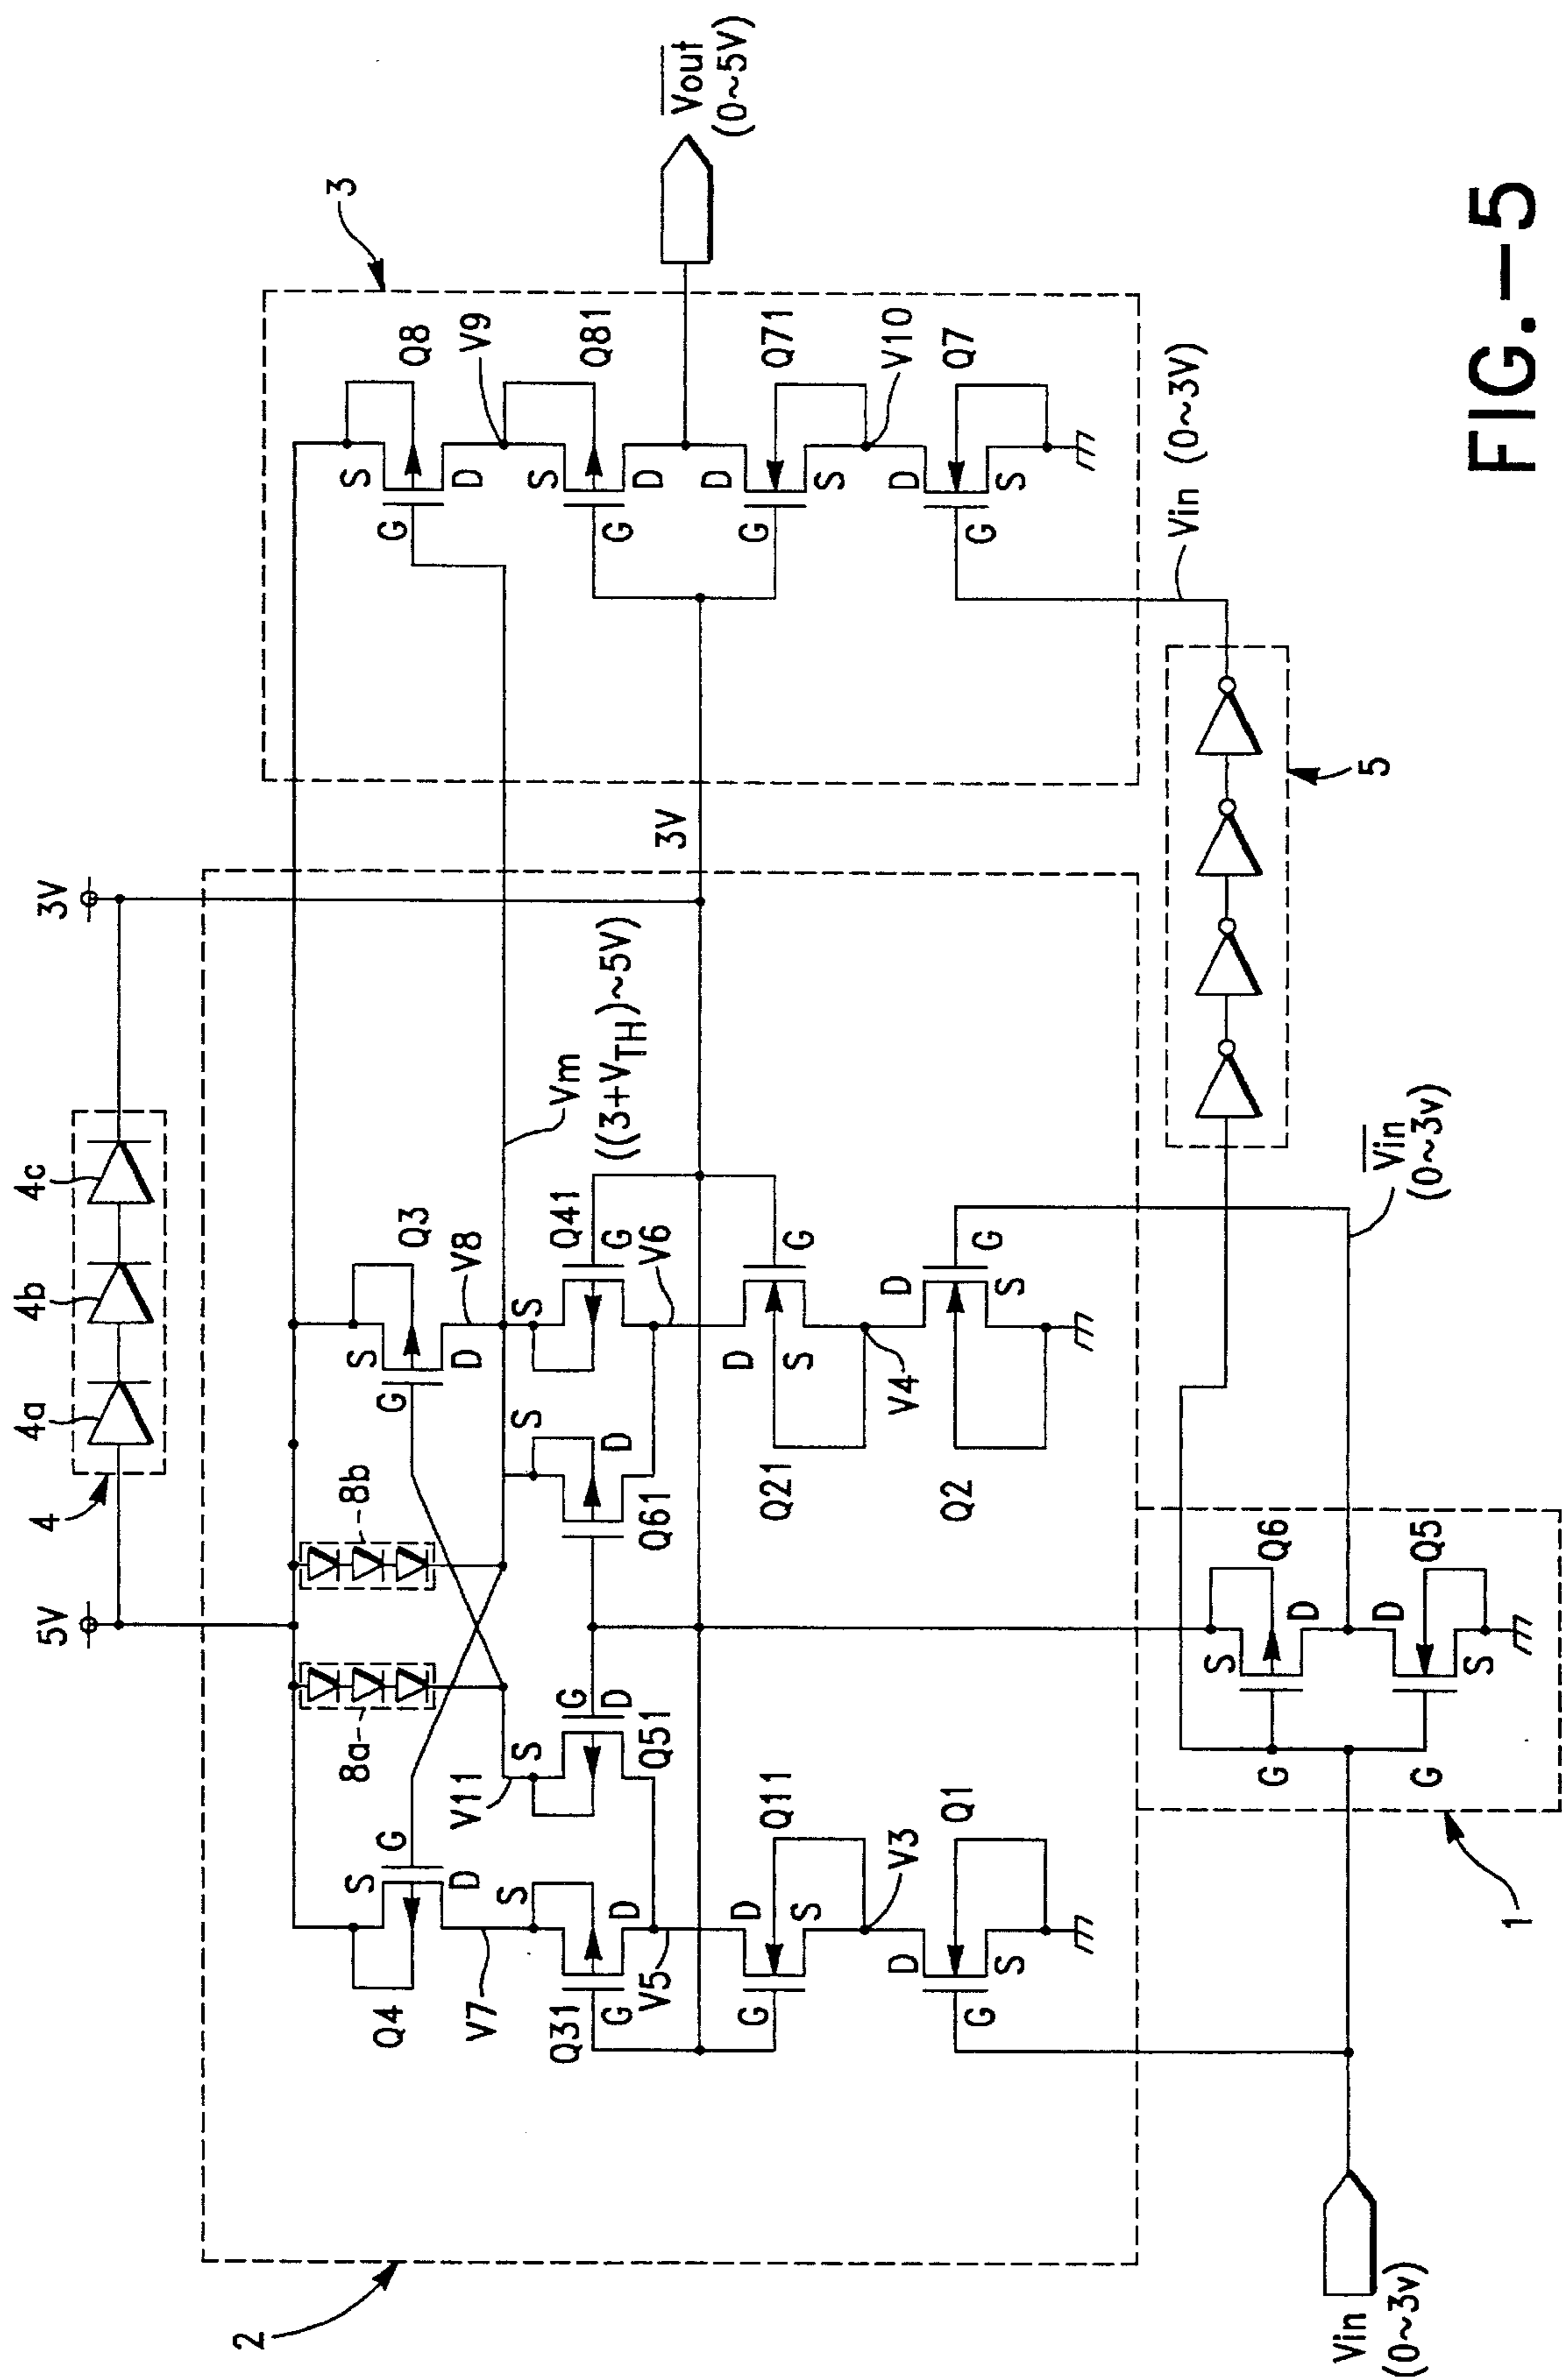 5V
4
4a
4b
4c
3V
2
Q4
G
S
D
V7
8a
8b
V11
S
G
D
Q51
Q31
S
G
D
V5
Q61
S
D
Q3
S
G
D
V8
Vm
((3+VTH)~5V)
Q41
S
G
V6
3V
Q11
G
D
S
V3
Q1
G
D
S
Q21
D
S
G
V4
Q2
D
S
G
3
Q8
S
G
D
V9
Q81
S
G
D
Vout
(0~5V)
Q71
D
G
S
V10
Q7
D
G
S
Vin (0~3V)
5
Vin
(0~3v)
1
G
S
Q6
D
D
Q5
G
S
Vin
(0~3v)
FIG.-5